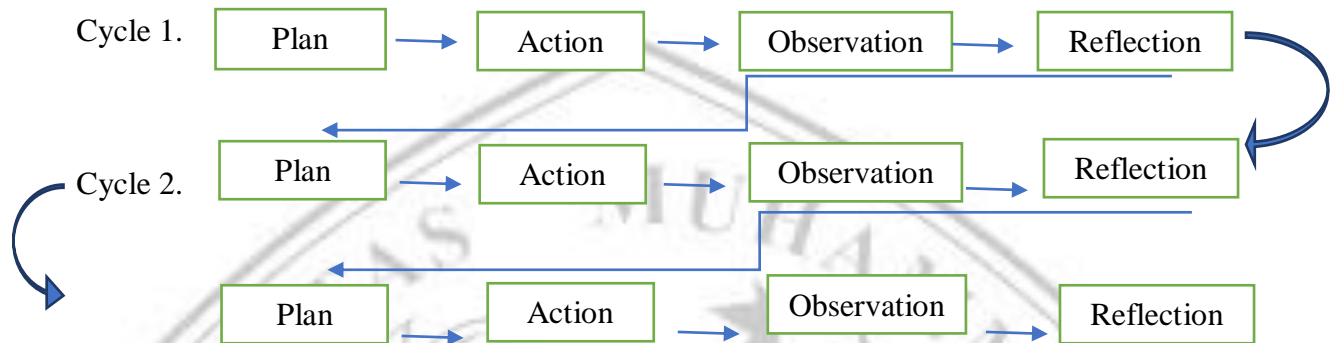 Cycle 1. Plan Action Observation Reflection
Plan Action Observation Reflection
Cycle 2.
Plan Action Observation Reflection